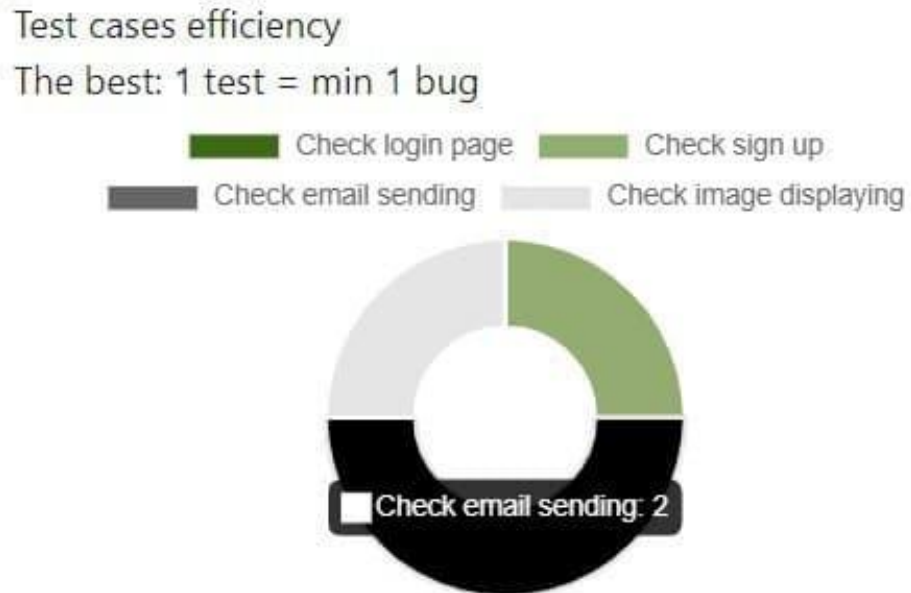 Test cases efficiency
The best: 1 test = min 1 bug
Check login page Check sign up
Check email sending Check image displaying
Check email sending: 2